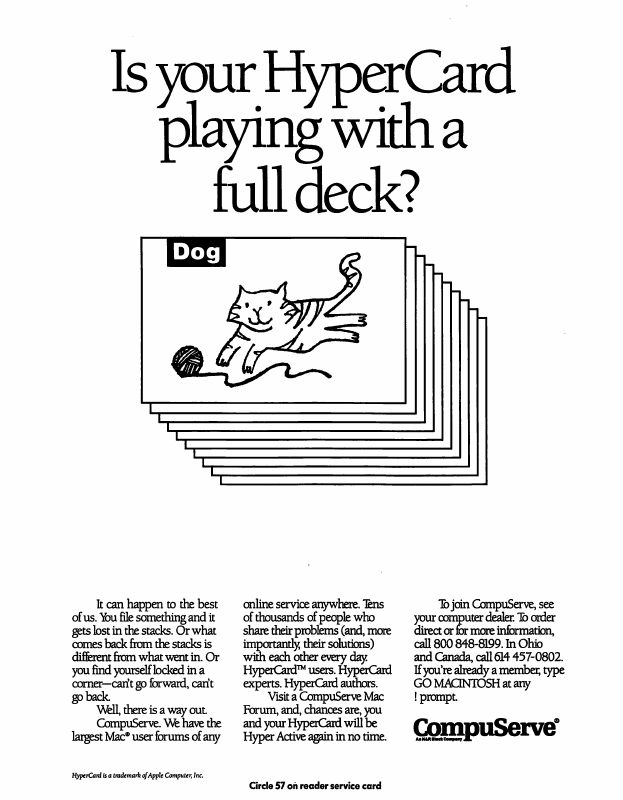 Is your HyperCard
playing with a
full deck?
Dog
It can happen to the best
of us. You file something and it
gets lost in the stacks. Or what
comes back from the stacks is
different from what went in. Or
you find yourself locked in a
corner—can't go forward, can't
go back.
Well, there is a way out.
CompuServe. We have the
largest Mac® user forums of any
online service anywhere. Tens
of thousands of people who
share their problems (and, more
importantly, their solutions)
with each other every day.
HyperCard™ users. HyperCard
experts. HyperCard authors.
Visit a CompuServe Mac
Forum, and, chances are, you
and your HyperCard will be
Hyper Active again in no time.
To join CompuServe, see
your computer dealer. To order
direct or for more information,
call 800 848-8199. In Ohio
and Canada, call 614 457-0802.
If you're already a member, type
GO MACINTOSH at any
! prompt.
CompuServe®
An H&R Block Company
HyperCard is a trademark of Apple Computer, Inc.
Circle 57 on reader service card